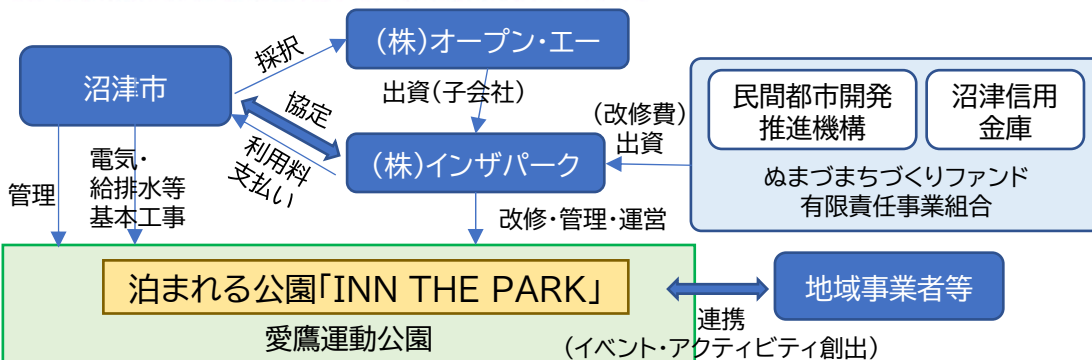 (株)オープン・エー
採択
沼津市
出資(子会社)
協定
(改修費)
出資
民間都市開発
推進機構
沼津信用
金庫
(株)インザパーク
利用料
支払い
ぬまづまちづくりファンド
有限責任事業組合
管理
電気・
給排水等
基本工事
改修・管理・運営
泊まれる公園「INN THE PARK」
愛鷹運動公園
地域事業者等
連携
(イベント・アクティビティ創出)